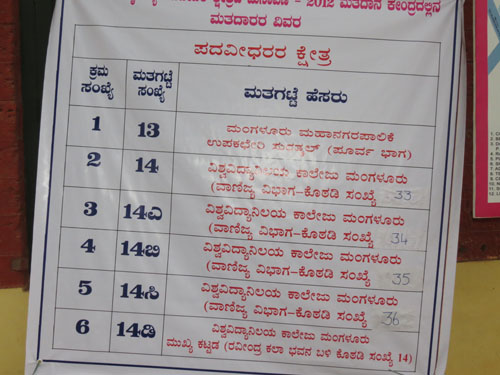 ಕ್ಷೇತ್ರದ ಚುನಾವಣೆ - 2012 ಮತದಾನ ಕೇಂದ್ರದಲ್ಲಿನ
ಮತದಾರರ ವಿವರ
ಪದವೀಧರರ ಕ್ಷೇತ್ರ
ಕ್ರಮ ಸಂಖ್ಯೆ ಮತಗಟ್ಟೆ ಸಂಖ್ಯೆ ಮತಗಟ್ಟೆ ಹೆಸರು
1 13 ಮಂಗಳೂರು ಮಹಾನಗರಪಾಲಿಕೆ
ಉಪಕಛೇರಿ ಸುರತ್ಕಲ್ (ಪೂರ್ವ ಭಾಗ)
2 14 ವಿಶ್ವವಿದ್ಯಾನಿಲಯ ಕಾಲೇಜು ಮಂಗಳೂರು
(ವಾಣಿಜ್ಯ ವಿಭಾಗ-ಕೊಠಡಿ ಸಂಖ್ಯೆ 33
3 14ಎ ವಿಶ್ವವಿದ್ಯಾನಿಲಯ ಕಾಲೇಜು ಮಂಗಳೂರು
(ವಾಣಿಜ್ಯ ವಿಭಾಗ-ಕೊಠಡಿ ಸಂಖ್ಯೆ 34
4 14ಬಿ ವಿಶ್ವವಿದ್ಯಾನಿಲಯ ಕಾಲೇಜು ಮಂಗಳೂರು
(ವಾಣಿಜ್ಯ ವಿಭಾಗ-ಕೊಠಡಿ ಸಂಖ್ಯೆ 35
5 14ಸಿ ವಿಶ್ವವಿದ್ಯಾನಿಲಯ ಕಾಲೇಜು ಮಂಗಳೂರು
(ವಾಣಿಜ್ಯ ವಿಭಾಗ-ಕೊಠಡಿ ಸಂಖ್ಯೆ 36
6 14ಡಿ ವಿಶ್ವವಿದ್ಯಾನಿಲಯ ಕಾಲೇಜು ಮಂಗಳೂರು
ಮುಖ್ಯ ಕಟ್ಟಡ (ರವೀಂದ್ರ ಕಲಾ ಭವನ ಬಳಿ ಕೊಠಡಿ ಸಂಖ್ಯೆ 14)